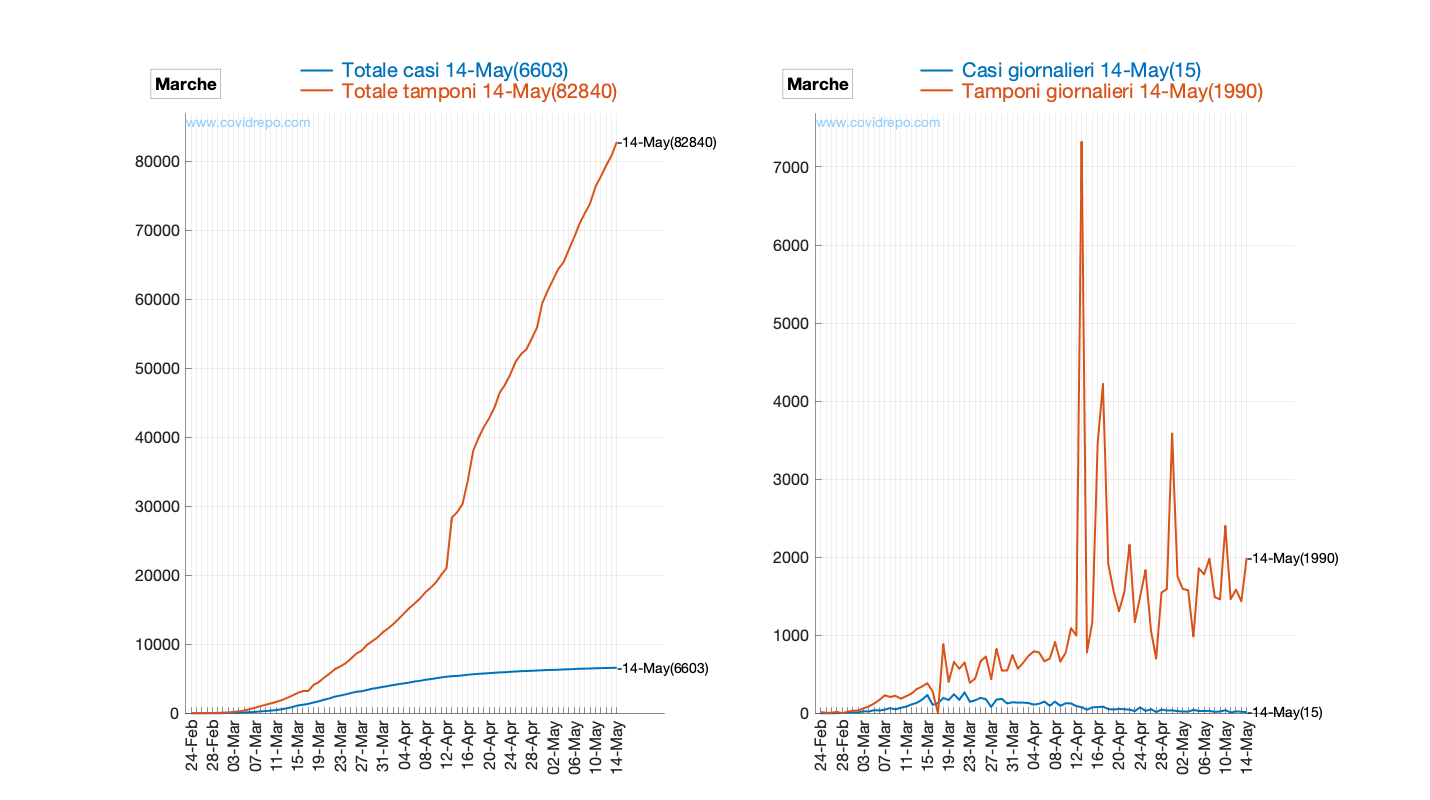 Marche
Totale casi 14-May(6603)
Totale tamponi 14-May(82840)
www.covidrepo.com
14-May(82840)
80000
70000
60000
50000
40000
30000
20000
10000
0
14-May(6603)
24-Feb
28-Feb
03-Mar
07-Mar
11-Mar
15-Mar
19-Mar
23-Mar
27-Mar
31-Mar
04-Apr
08-Apr
12-Apr
16-Apr
20-Apr
24-Apr
28-Apr
02-May
06-May
10-May
14-May
Marche
Casi giornalieri 14-May(15)
Tamponi giornalieri 14-May(1990)
www.covidrepo.com
7000
6000
5000
4000
3000
2000
1000
0
14-May(1990)
14-May(15)
24-Feb
28-Feb
03-Mar
07-Mar
11-Mar
15-Mar
19-Mar
23-Mar
27-Mar
31-Mar
04-Apr
08-Apr
12-Apr
16-Apr
20-Apr
24-Apr
28-Apr
02-May
06-May
10-May
14-May